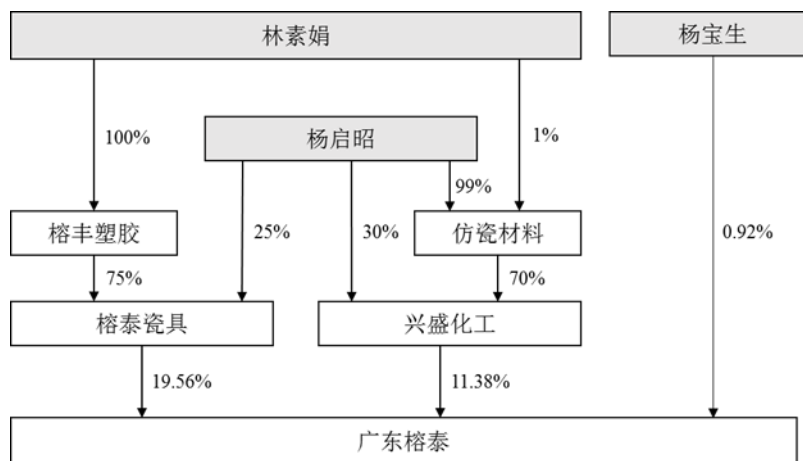 林素娟
杨宝生
100%
杨启昭
1%
99%
榕丰塑胶
25%
30%
仿瓷材料
0.92%
75%
70%
榕泰瓷具
兴盛化工
19.56%
11.38%
广东榕泰